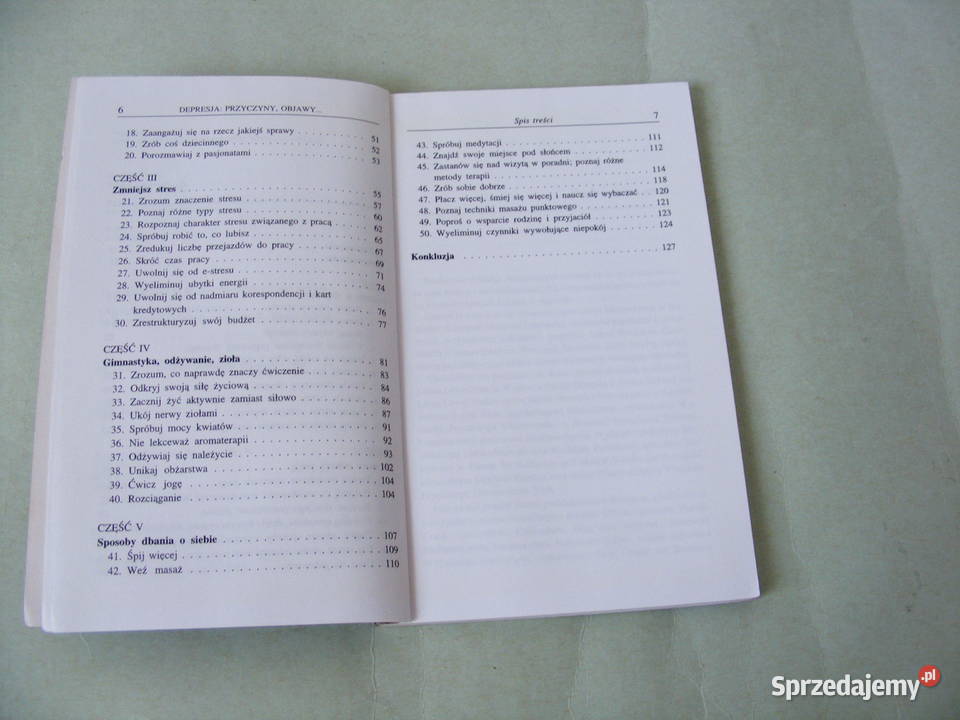 6 DEPRESJA: PRZYCZYNY, OBJAWY...
18. Zaangażuj się na rzecz jakiejś sprawy . . . . . . . . . . . 51
19. Zrób coś dziecinnego . . . . . . . . . . . 52
20. Porozmawiaj z pasjonatami . . . . . . . . . . . 53
CZĘŚĆ III
Zmniejsz stres . . . . . . . . . . . 55
21. Zrozum znaczenie stresu . . . . . . . . . . . 57
22. Poznaj różne typy stresu . . . . . . . . . . . 60
23. Rozpoznaj charakter stresu związanego z pracą . . . . 62
24. Spróbuj robić to, co lubisz . . . . . . . . . . . 65
25. Zredukuj liczbę przejazdów do pracy . . . . . . . . 67
26. Skróć czas pracy . . . . . . . . . . . 69
27. Uwolnij się od e-stresu . . . . . . . . . . . 71
28. Wyeliminuj ubytki energii . . . . . . . . . . . 74
29. Uwolnij się od nadmiaru korespondencji i kart
kredytowych . . . . . . . . . . . 76
30. Zrestrukturyzuj swój budżet . . . . . . . . . . . 77
CZĘŚĆ IV
Gimnastyka, odżywanie, zioła . . . . . . . . . . . 81
31. Zrozum, co naprawdę znaczy ćwiczenie . . . . . . . . 83
32. Odkryj swoją siłę życiową . . . . . . . . . . . 84
33. Zacznij żyć aktywnie zamiast siłowo . . . . . . . . 86
34. Ukój nerwy ziołami . . . . . . . . . . . 87
35. Spróbuj mocy kwiatów . . . . . . . . . . . 91
36. Nie lekceważ aromaterapii . . . . . . . . . . . 92
37. Odżywiaj się należycie . . . . . . . . . . . 93
38. Unikaj obżarstwa . . . . . . . . . . . 102
39. Ćwicz jogę . . . . . . . . . . . 104
40. Rozciąganie . . . . . . . . . . . 104
CZĘŚĆ V
Sposoby dbania o siebie . . . . . . . . . . . 107
41. Śpij więcej . . . . . . . . . . . 109
42. Weź masaż . . . . . . . . . . . 110
Spis treści 7
43. Spróbuj medytacji . . . . . . . . . . . 111
44. Znajdź swoje miejsce pod słońcem . . . . . . . . 112
45. Zastanów się nad wizytą w poradni; poznaj różne
metody terapii . . . . . . . . . . . 114
46. Zrób sobie dobrze . . . . . . . . . . . 118
47. Płacz więcej, śmiej się więcej i naucz się wybaczać . 120
48. Poznaj techniki masażu punktowego . . . . . . . . 121
49. Poproś o wsparcie rodzinę i przyjaciół . . . . . . . 123
50. Wyeliminuj czynniki wywołujące niepokój . . . . . . 124
Konkluzja . . . . . . . . . . . 127
Sprzedajemy.pl